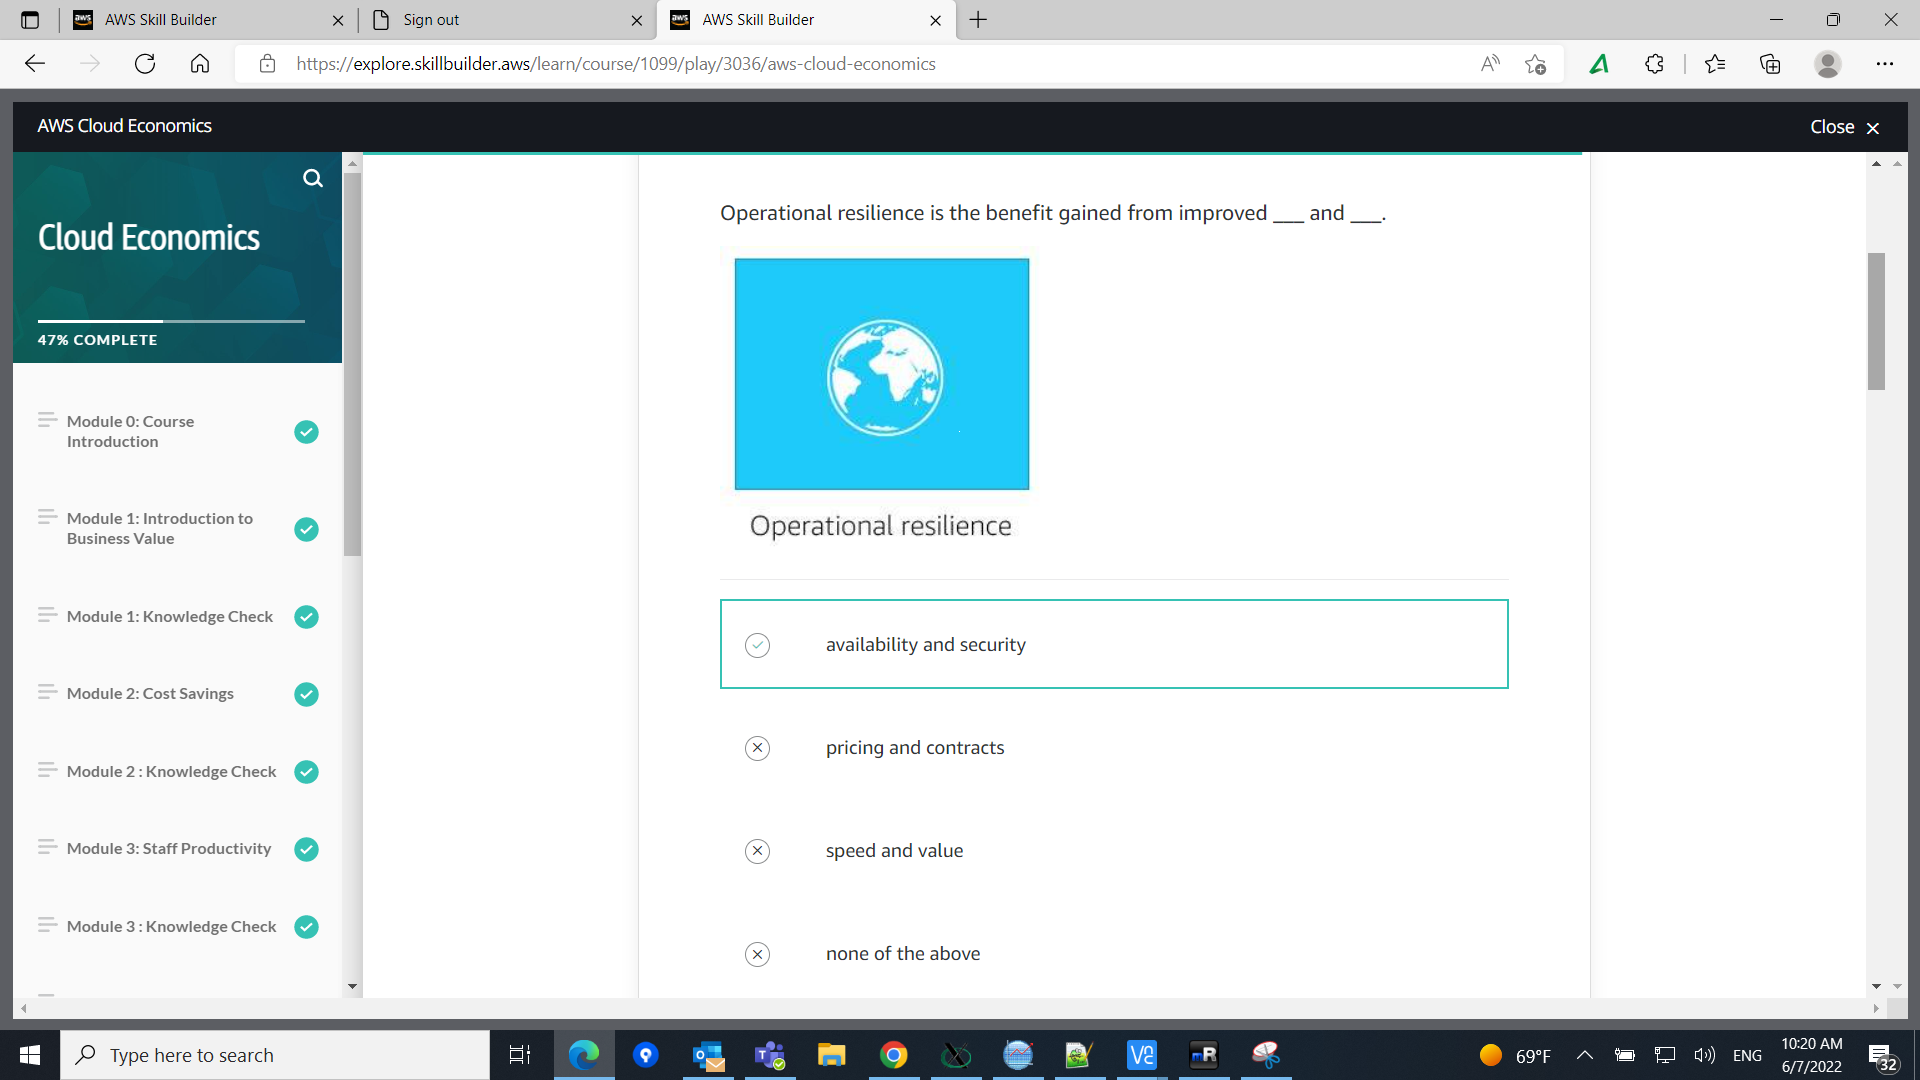 AWS Skill Builder
Sign out
AWS Skill Builder
https://explore.skillbuilder.aws/learn/course/1099/play/3036/aws-cloud-economics
AWS Cloud Economics
Close
Cloud Economics
47% COMPLETE
Module 0: Course
Introduction
Module 1: Introduction to
Business Value
Module 1: Knowledge Check
Module 2: Cost Savings
Module 2 : Knowledge Check
Module 3: Staff Productivity
Module 3 : Knowledge Check
Operational resilience is the benefit gained from improved ___ and ___.
Operational resilience
availability and security
pricing and contracts
speed and value
none of the above
Type here to search
69°F
ENG
10:20 AM
6/7/2022
32